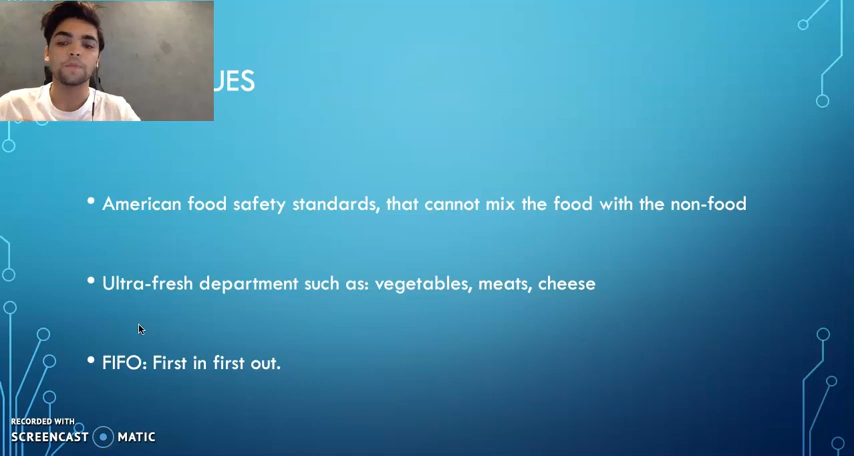 UES
• American food safety standards, that cannot mix the food with the non-food
• Ultra-fresh department such as: vegetables, meats, cheese
• FIFO: First in first out.
RECORDED WITH
SCREENCAST MATIC